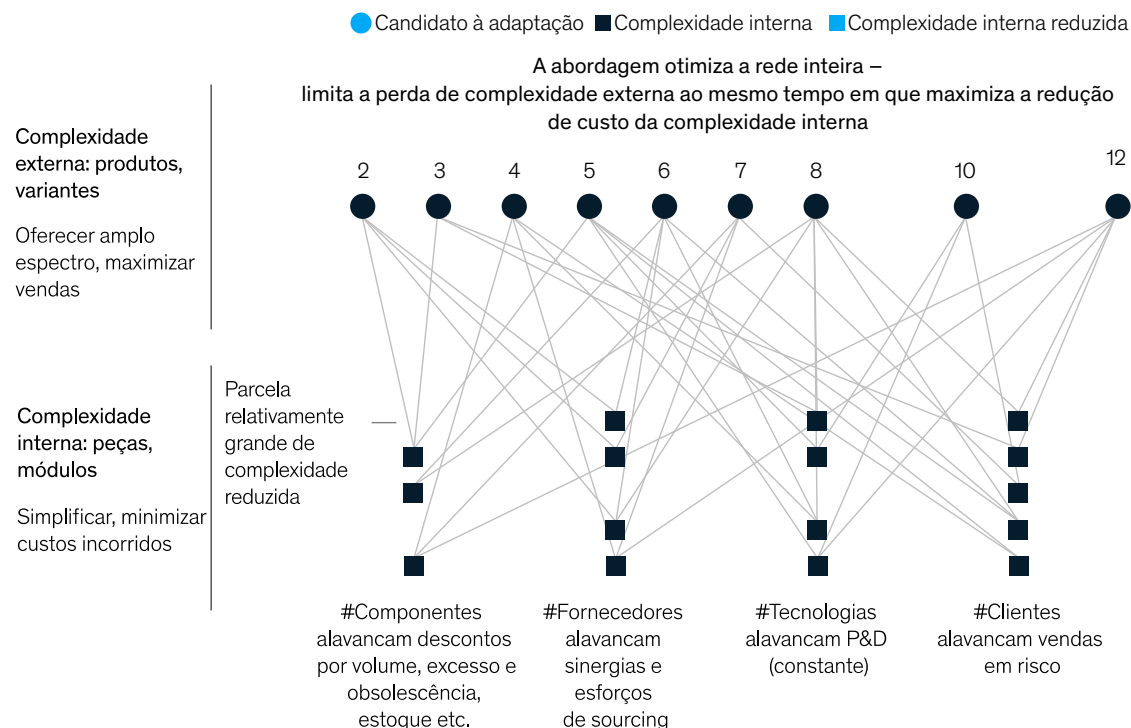 Candidato à adaptação
Complexidade interna
Complexidade interna reduzida
A abordagem otimiza a rede inteira –
limita a perda de complexidade externa ao mesmo tempo em que maximiza a redução
de custo da complexidade interna
Complexidade
externa: produtos,
variantes
Oferecer amplo
espectro, maximizar
vendas
2 3 4 5 6 7 8 10 12
Complexidade
interna: peças,
módulos
Simplificar, minimizar
custos incorridos
Parcela
relativamente
grande de
complexidade
reduzida
#Componentes
alavancam descontos
por volume, excesso e
obsolescência,
estoque etc.
#Fornecedores
alavancam
sinergias e
esforços
de sourcing
#Tecnologias
alavancam P&D
(constante)
#Clientes
alavancam vendas
em risco